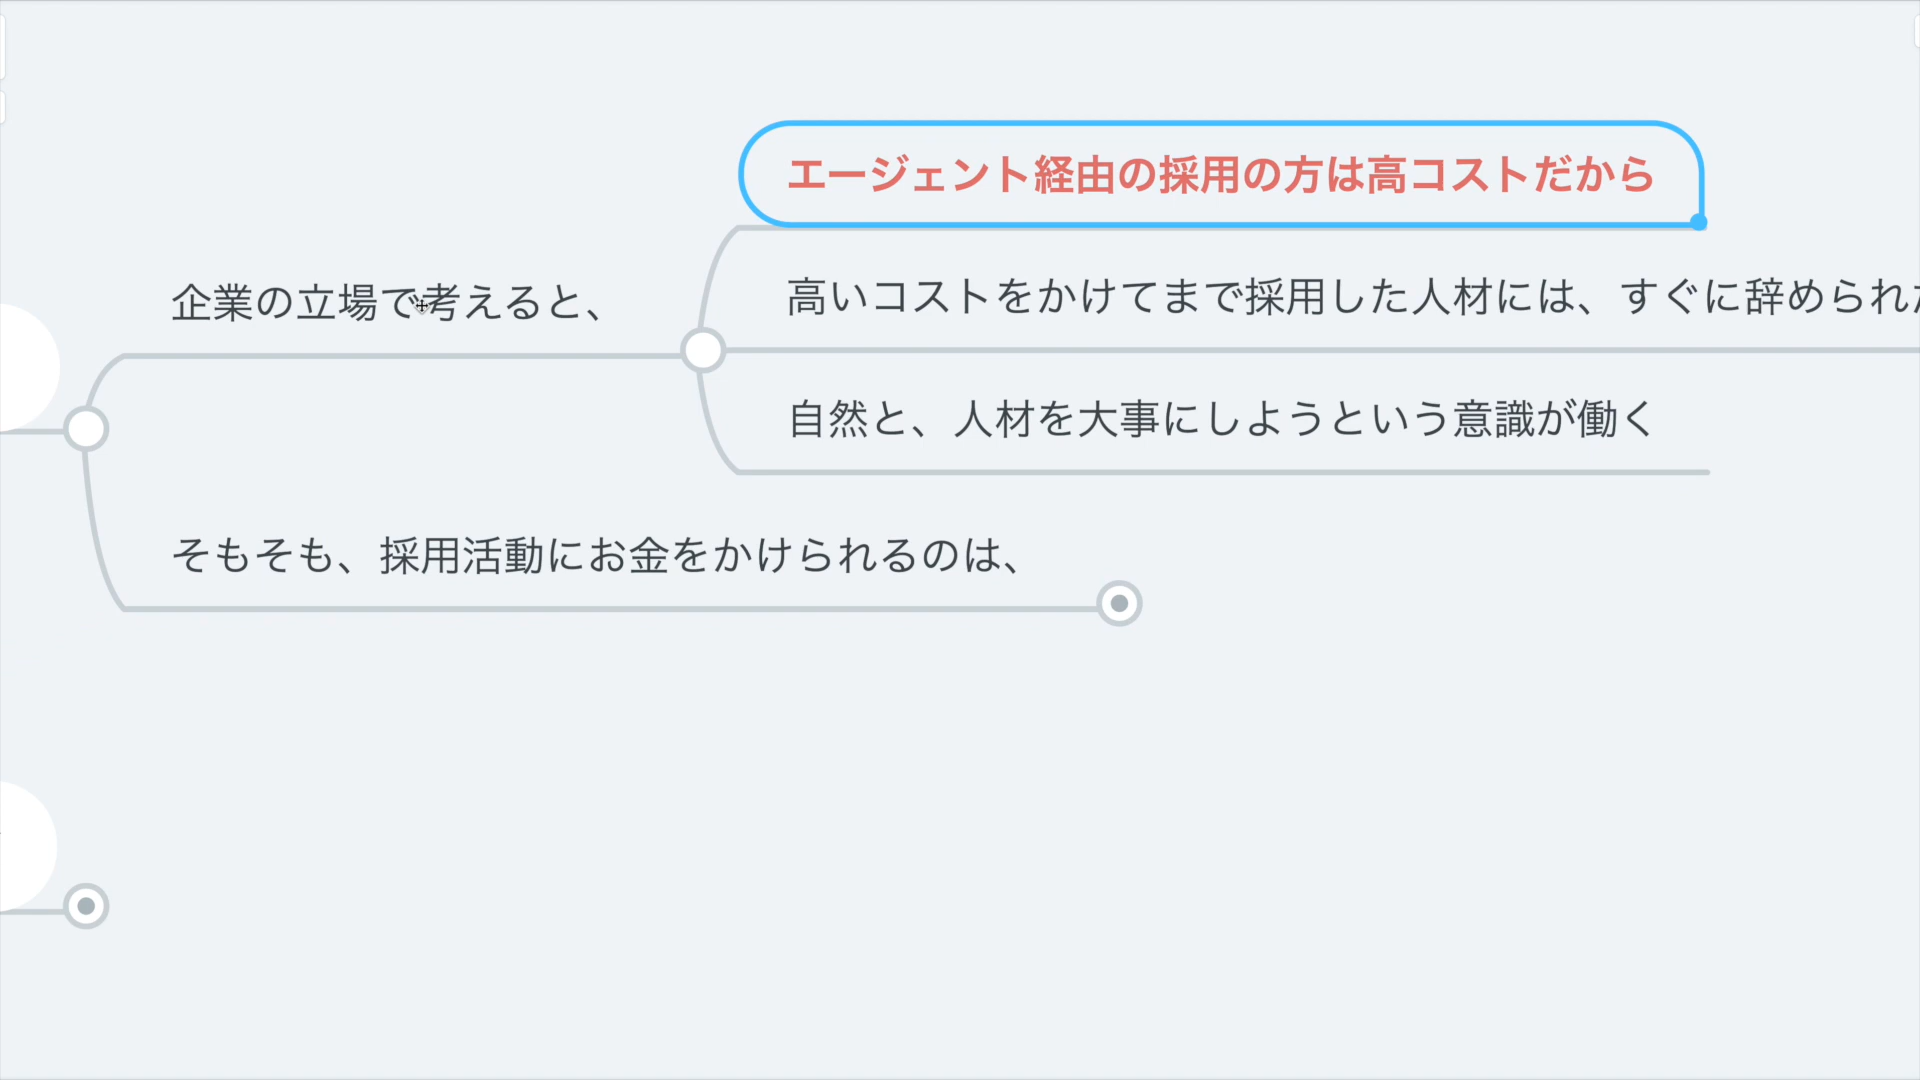 エージェント経由の採用の方は高コストだから
企業の立場で考えると、
高いコストをかけてまで採用した人材には、すぐに辞められ
自然と、人材を大事にしようという意識が働く
そもそも、採用活動にお金をかけられるのは、